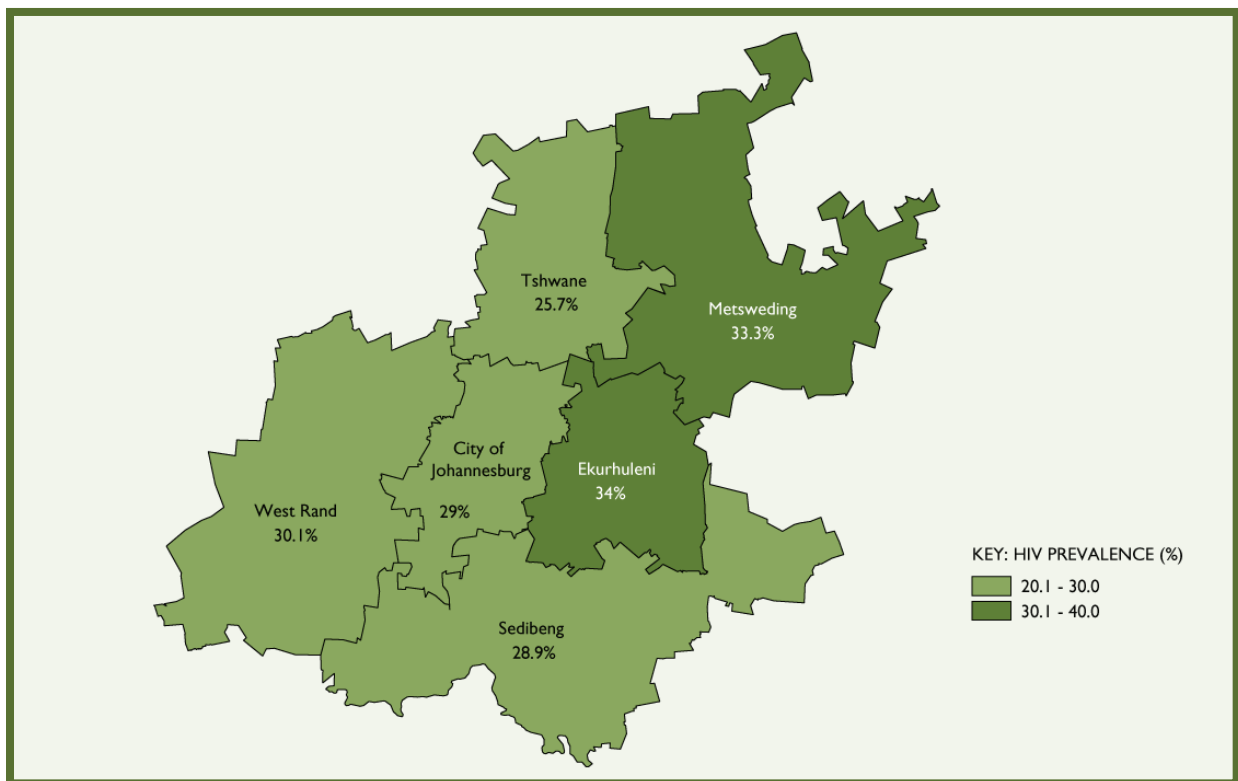 Tshwane
25.7%
Metsweding
33.3%
City of
Johannesburg
29%
Ekurhuleni
34%
West Rand
30.1%
Sedibeng
28.9%
KEY: HIV PREVALENCE (%)
20.1 - 30.0
30.1 - 40.0